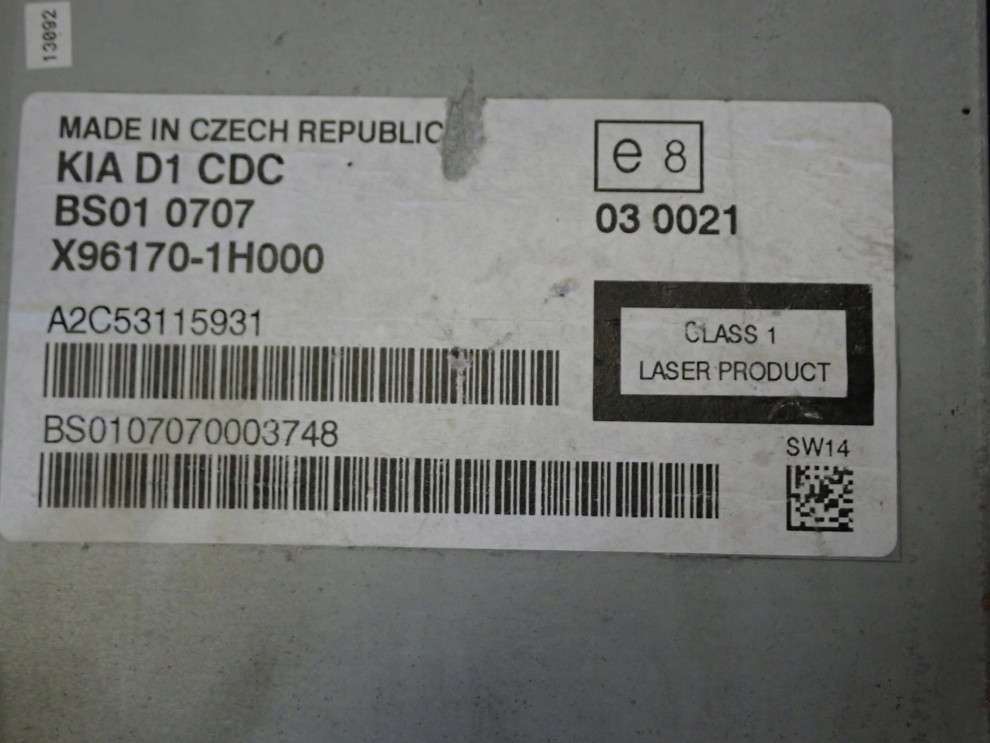 13092
MADE IN CZECH REPUBLIC
KIA D1 CDC
BS01 0707
X96170-1H000
e 8
03 0021
A2C53115931
CLASS 1
LASER PRODUCT
BS0107070003748
SW14